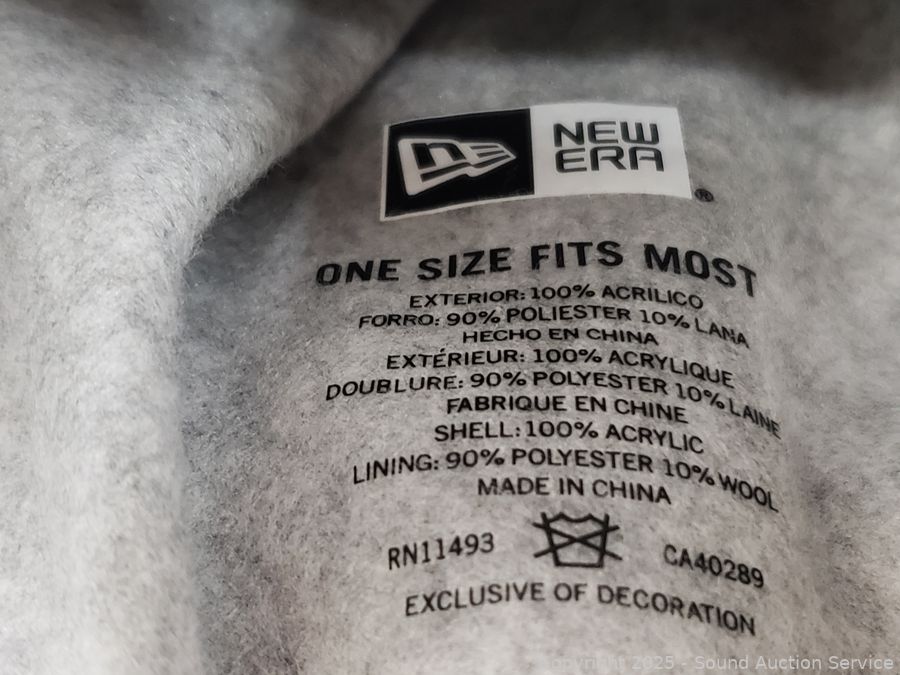 NEW
ERA
®
ONE SIZE FITS MOST
EXTERIOR: 100% ACRILICO
FORRO: 90% POLIESTER 10% LANA
HECHO EN CHINA
EXTÉRIEUR: 100% ACRYLIQUE
DOUBLURE: 90% POLYESTER 10% LAINE
FABRIQUE EN CHINE
SHELL: 100% ACRYLIC
LINING: 90% POLYESTER 10% WOOL
MADE IN CHINA
RN11493 CA40289
EXCLUSIVE OF DECORATION
Copyright 2025 - Sound Auction Service